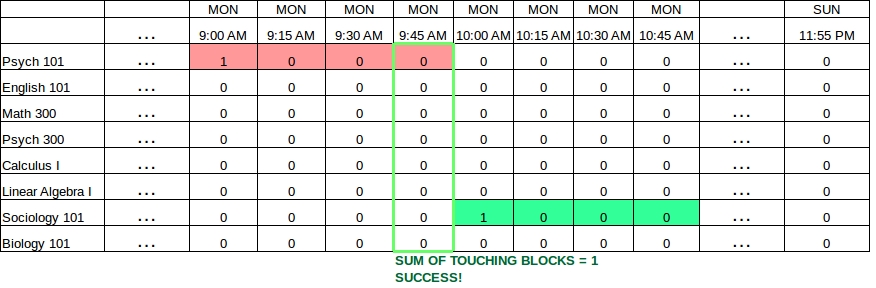 MON MON MON MON MON MON MON MON SUN
... 9:00 AM 9:15 AM 9:30 AM 9:45 AM 10:00 AM 10:15 AM 10:30 AM 10:45 AM ... 11:55 PM
Psych 101 ... 1 0 0 0 0 0 0 0 ... 0
English 101 ... 0 0 0 0 0 0 0 0 ... 0
Math 300 ... 0 0 0 0 0 0 0 0 ... 0
Psych 300 ... 0 0 0 0 0 0 0 0 ... 0
Calculus I ... 0 0 0 0 0 0 0 0 ... 0
Linear Algebra I ... 0 0 0 0 0 0 0 0 ... 0
Sociology 101 ... 0 0 0 0 1 0 0 0 ... 0
Biology 101 ... 0 0 0 0 0 0 0 0 ... 0
SUM OF TOUCHING BLOCKS = 1
SUCCESS!